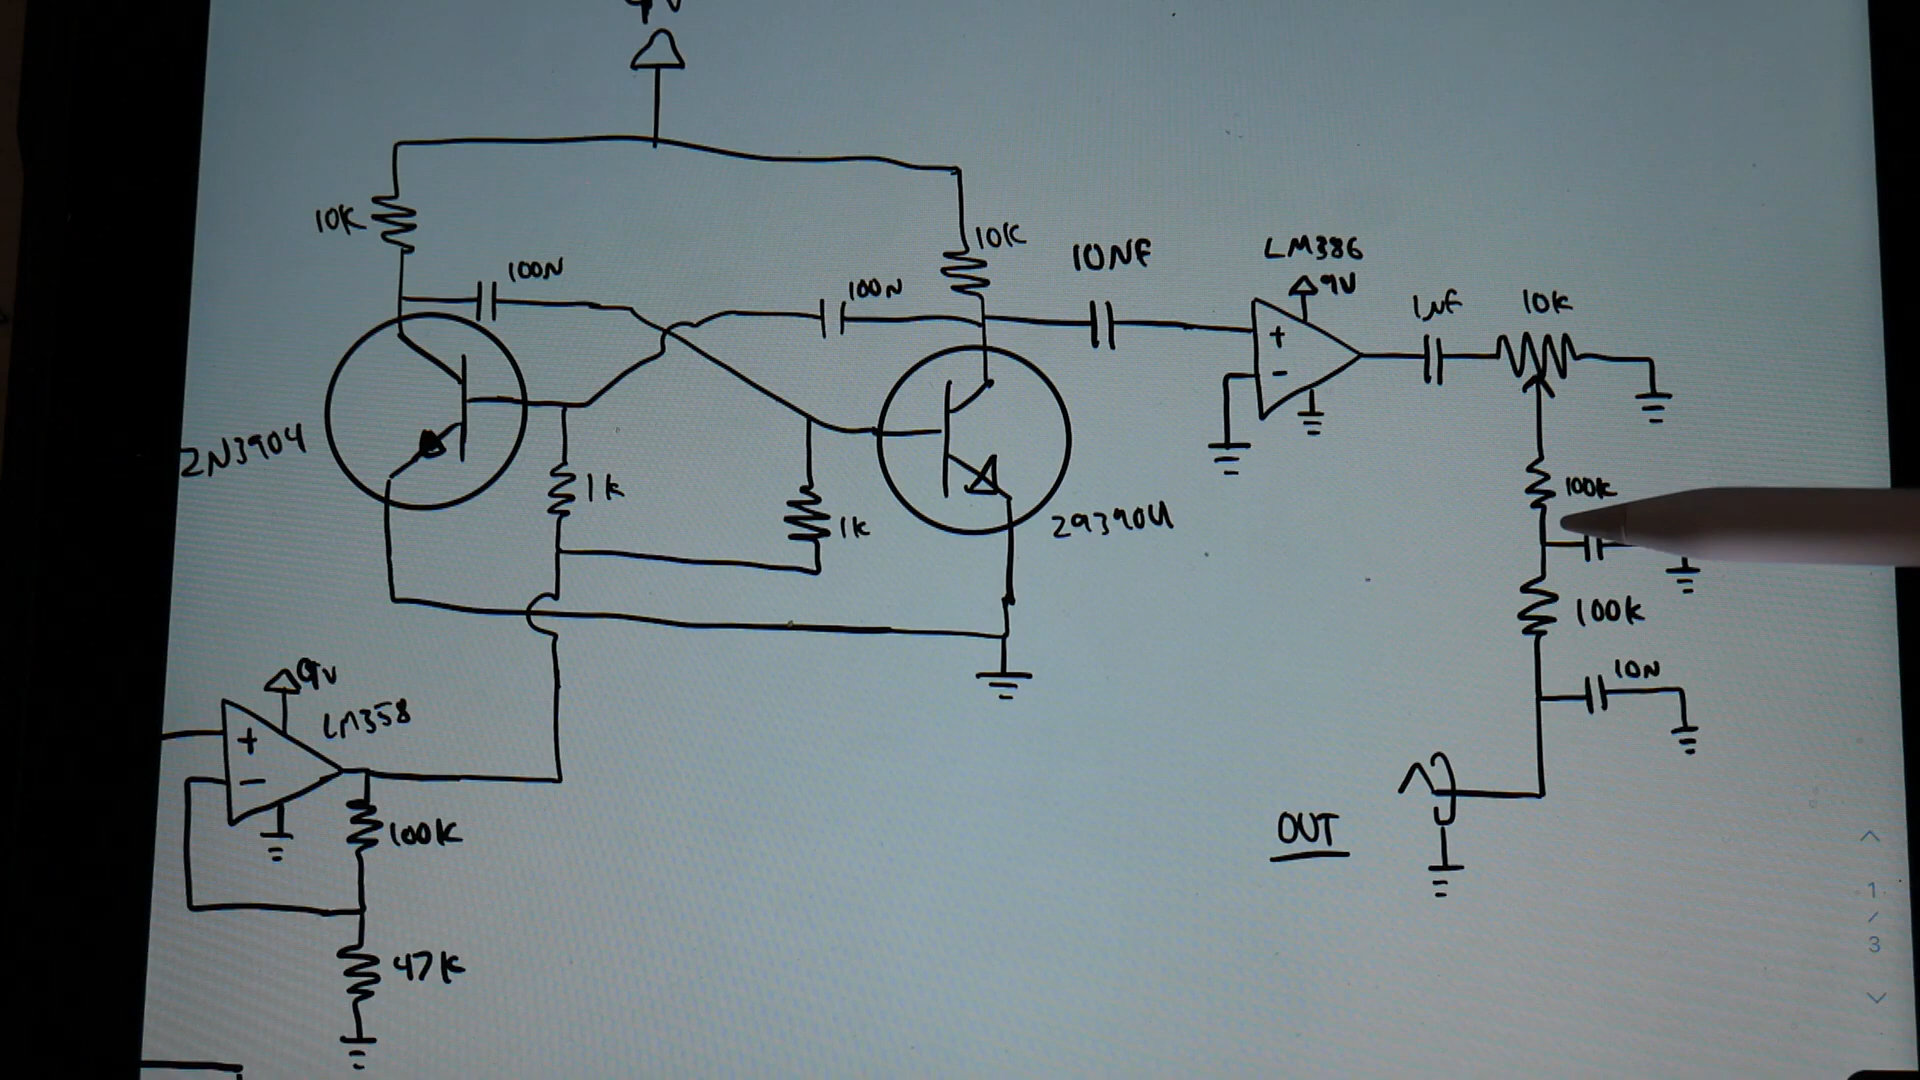 9V
10K
100N
100N
10K
10NF
LM386
9V
1uF
10K
+
-
2N3904
1K
1K
2N3904
100K
100K
10N
9V
LM358
+
-
100K
47K
OUT
1
/
3